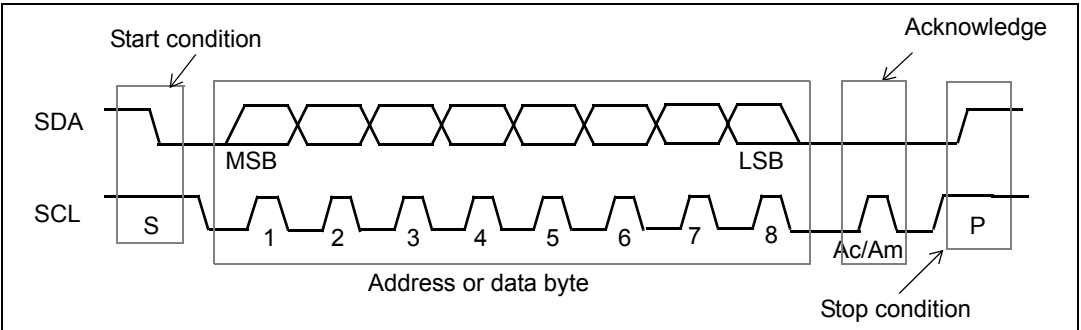 Start condition
Acknowledge
SDA
MSB
LSB
SCL
S
1 2 3 4 5 6 7 8
Ac/Am
P
Address or data byte
Stop condition